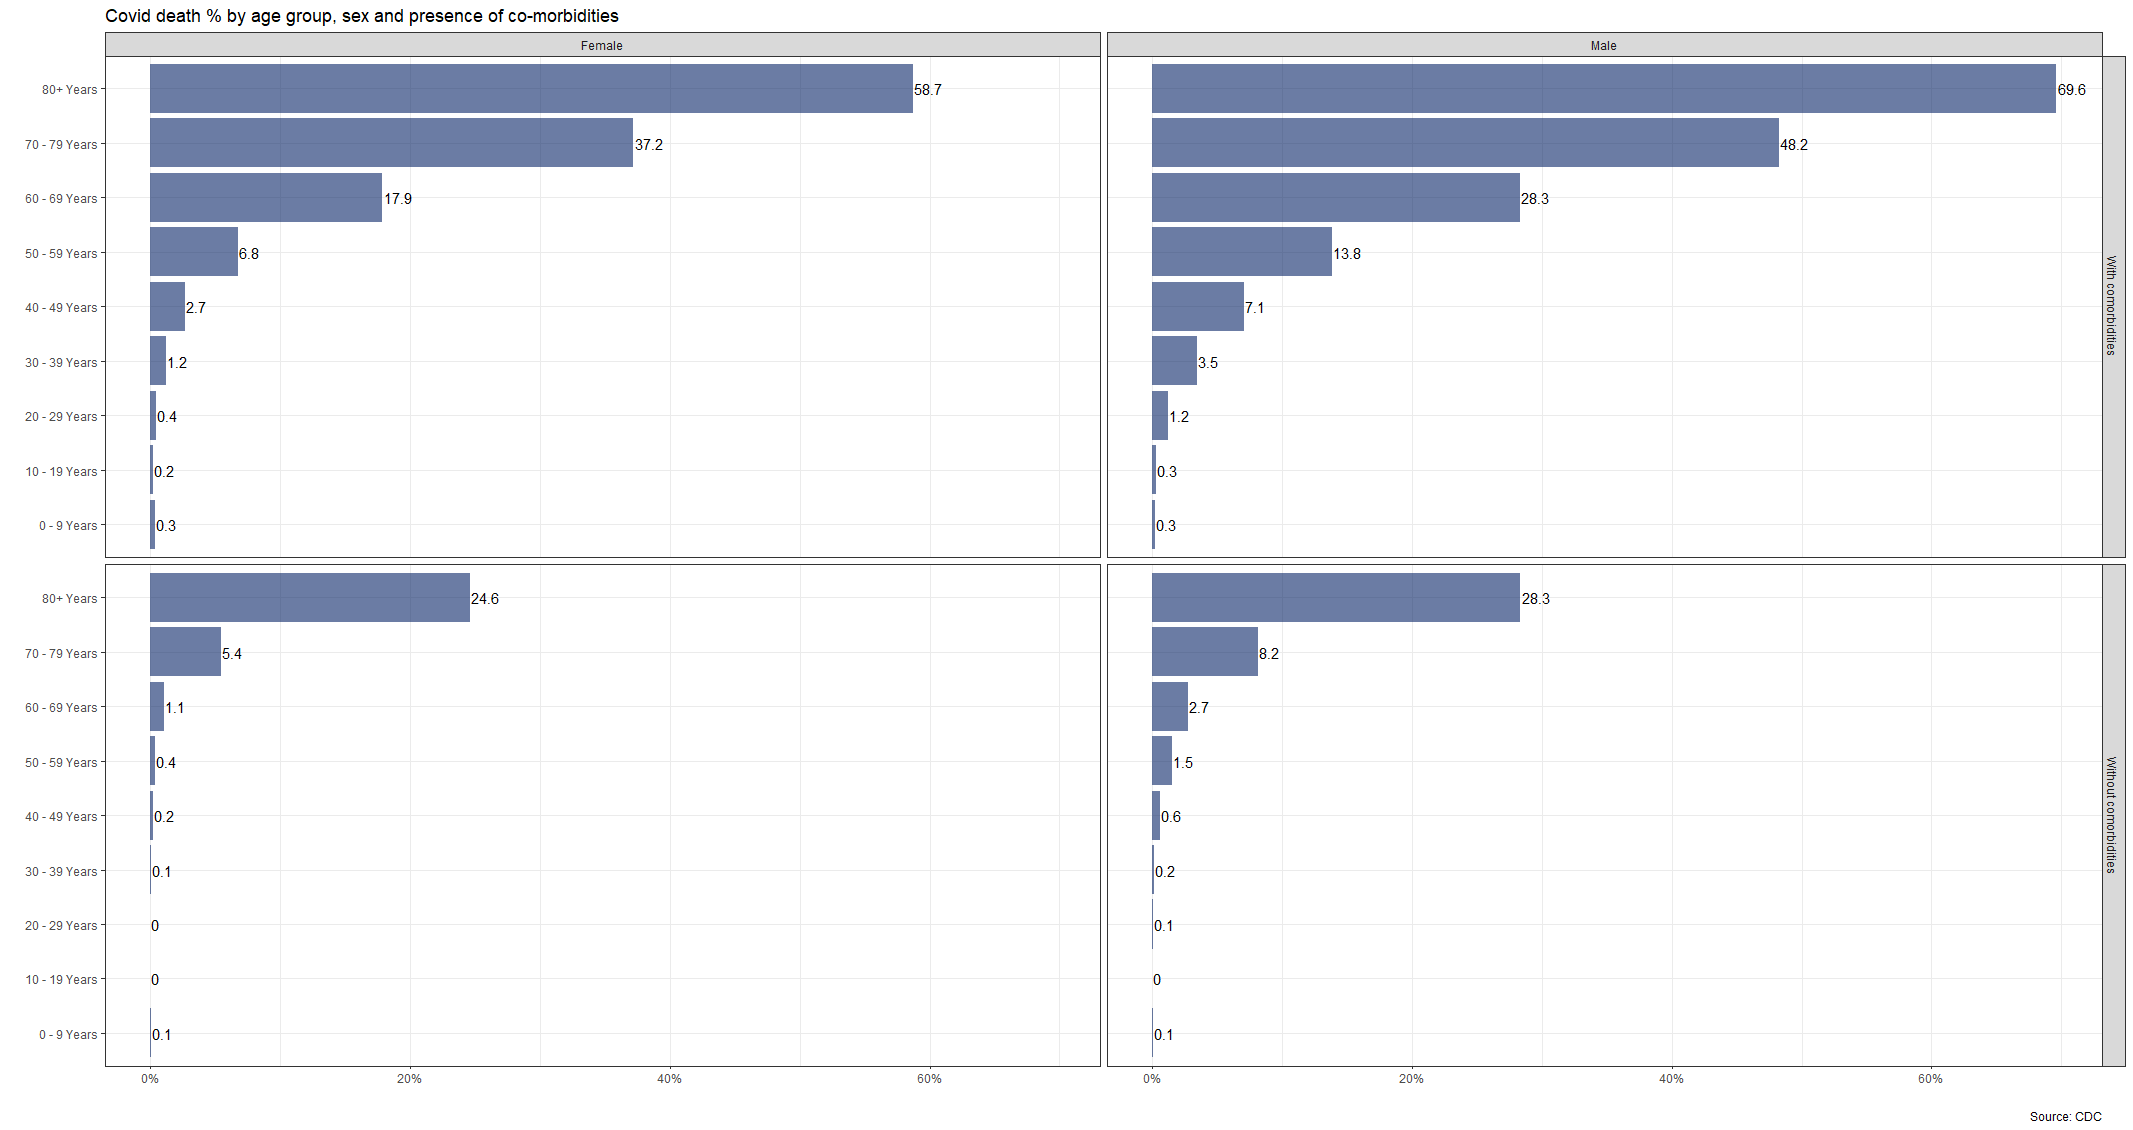 Covid death % by age group, sex and presence of co-morbidities
Female
Male
80+ Years
58.7
69.6
70 - 79 Years
37.2
48.2
60 - 69 Years
17.9
28.3
50 - 59 Years
6.8
13.8
40 - 49 Years
2.7
7.1
30 - 39 Years
1.2
3.5
20 - 29 Years
0.4
1.2
10 - 19 Years
0.2
0.3
0 - 9 Years
0.3
0.3
With comorbidities
80+ Years
24.6
28.3
70 - 79 Years
5.4
8.2
60 - 69 Years
1.1
2.7
50 - 59 Years
0.4
1.5
40 - 49 Years
0.2
0.6
30 - 39 Years
0.1
0.2
20 - 29 Years
0
0.1
10 - 19 Years
0
0
0 - 9 Years
0.1
0.1
Without comorbidities
0%
20%
40%
60%
0%
20%
40%
60%
Source: CDC